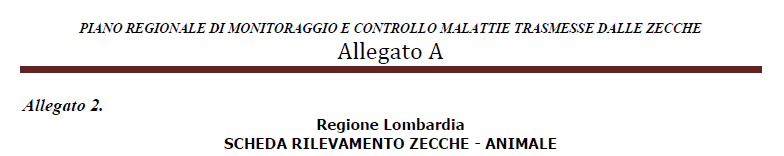 PIANO REGIONALE DI MONITORAGGIO E CONTROLLO MALATTIE TRASMESSE DALLE ZECCHE
Allegato A
Allegato 2.
Regione Lombardia
SCHEDA RILEVAMENTO ZECCHE - ANIMALE